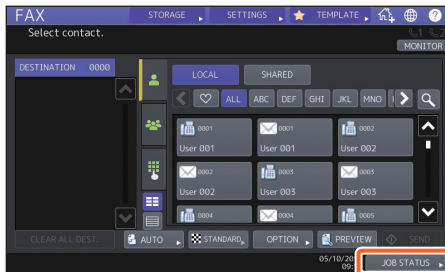 FAX STORAGE SETTINGS TEMPLATE ?
Select contact.
MONITOR
DESTINATION 0000
LOCAL SHARED
ALL ABC DEF GHI JKL MNO
0001 0001 0002
User 001 User 001 User 002
0002 0003 0003
User 002 User 003 User 003
0004 0004 0005
CLEAR ALL DEST. AUTO STANDARD OPTION PREVIEW SEND
05/10/20
09:
JOB STATUS